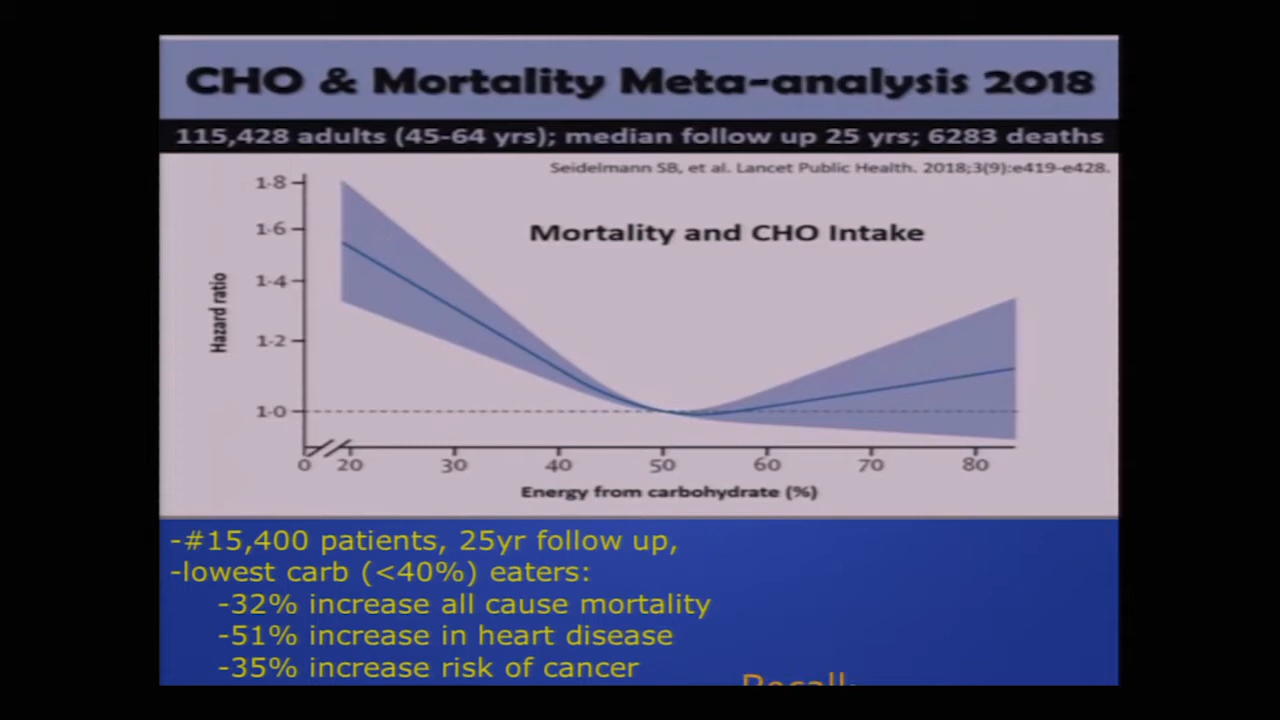 CHO & Mortality Meta-analysis 2018
115,428 adults (45-64 yrs); median follow up 25 yrs; 6283 deaths
Seidelmann SB, et al. Lancet Public Health. 2018;3(9):e419-e428.
Mortality and CHO Intake
Hazard ratio
1·8
1·6
1·4
1·2
1·0
0 20 30 40 50 60 70 80
Energy from carbohydrate (%)
-#15,400 patients, 25yr follow up,
-lowest carb (<40%) eaters:
-32% increase all cause mortality
-51% increase in heart disease
-35% increase risk of cancer
Recall: